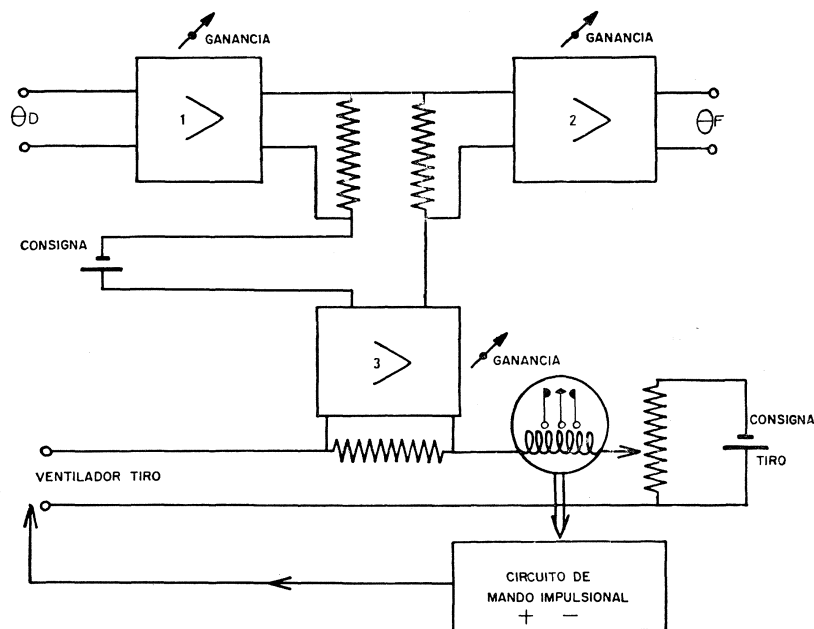 GANANCIA
GANANCIA
ΘD
1
2
ΘF
CONSIGNA
3
GANANCIA
CONSIGNA
TIRO
VENTILADOR TIRO
CIRCUITO DE
MANDO IMPULSIONAL
+ −